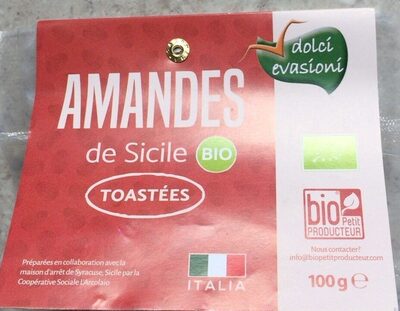 dolci
evasioni
AMANDES
de Sicile BIO
TOASTÉES
bio
Petit
PRODUCTEUR
Nous contacter?
info@biopetitproducteur.com
Préparées en collaboration avec la
maison d'arrêt de Syracuse, Sicile par la
Coopérative Sociale L'Arcolaio
ITALIA
100g e